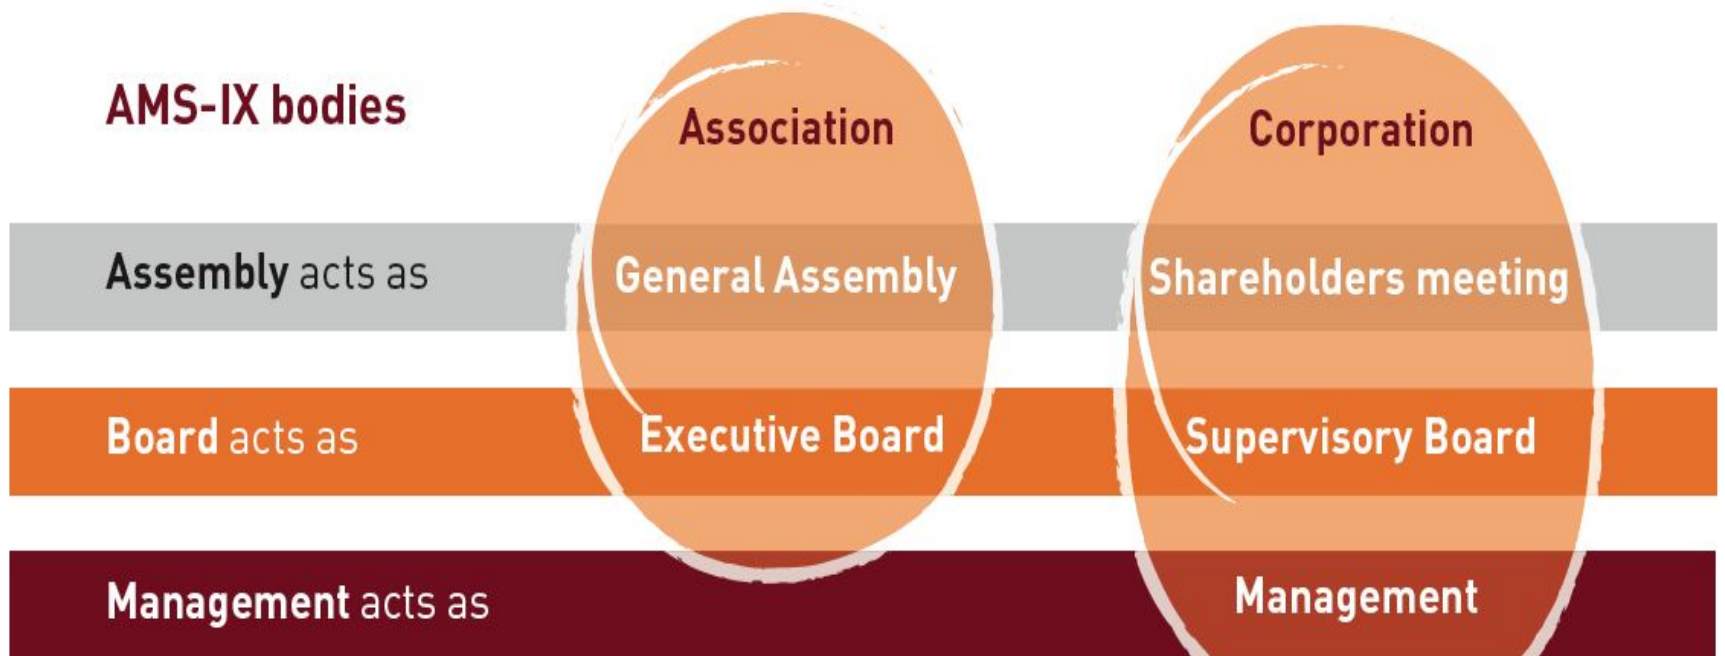 AMS-IX bodies
Association
Corporation
Assembly acts as
General Assembly
Shareholders meeting
Board acts as
Executive Board
Supervisory Board
Management acts as
Management